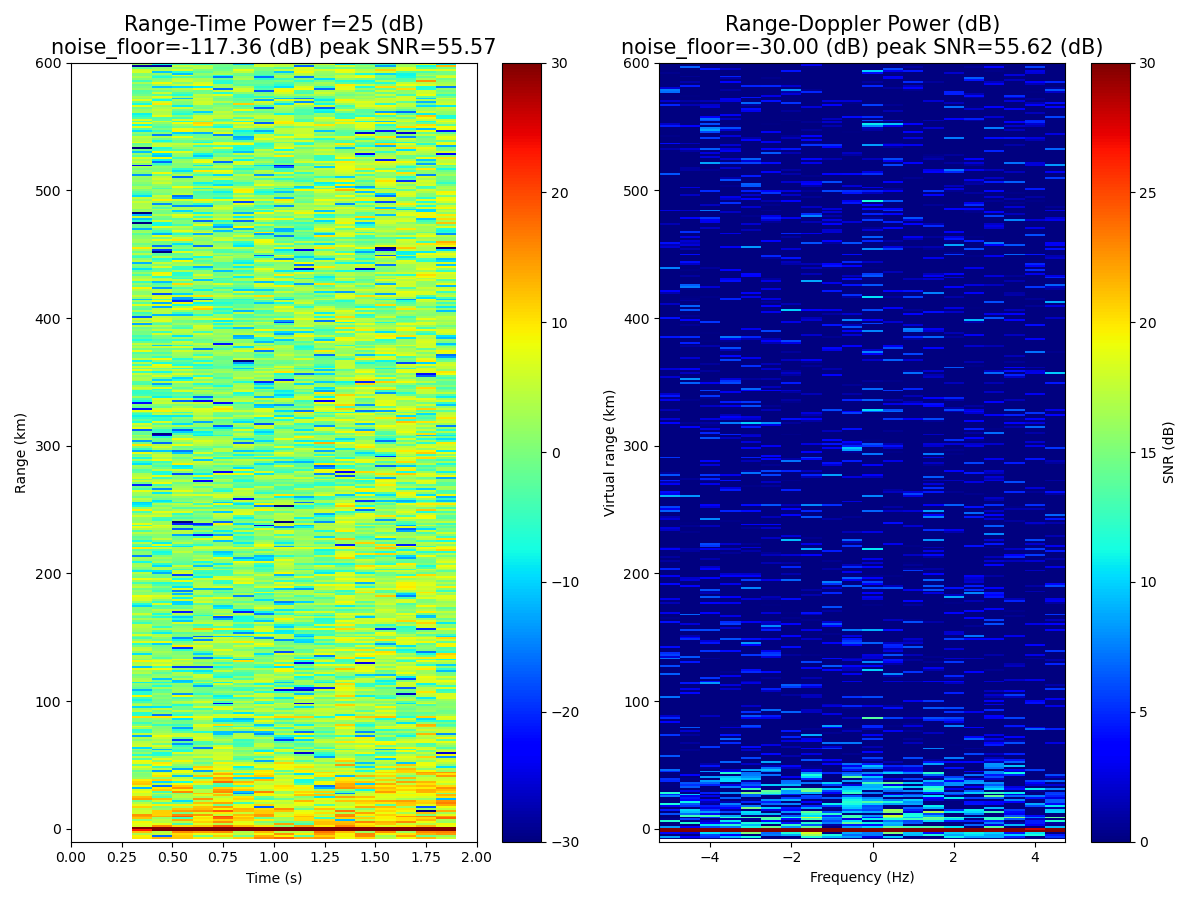 Range-Time Power f=25 (dB)
noise_floor=-117.36 (dB) peak SNR=55.57
Range-Doppler Power (dB)
noise_floor=-30.00 (dB) peak SNR=55.62 (dB)
600
500
400
300
200
100
0
Range (km)
0.00 0.25 0.50 0.75 1.00 1.25 1.50 1.75 2.00
Time (s)
30
20
10
0
−10
−20
−30
600
500
400
300
200
100
0
Virtual range (km)
−4 −2 0 2 4
Frequency (Hz)
30
25
20
15
10
5
0
SNR (dB)